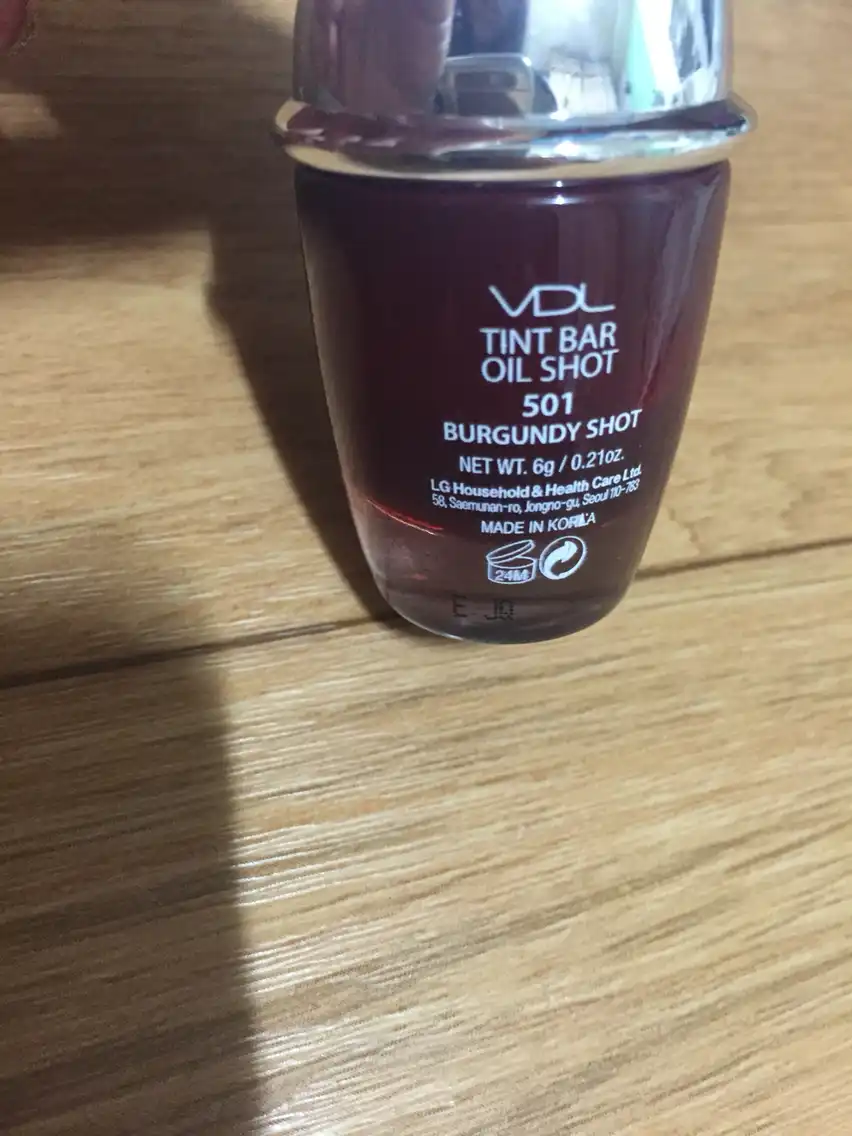 VDL
TINT BAR
OIL SHOT
501
BURGUNDY SHOT
NET WT. 6g / 0.21oz.
LG Household & Health Care Ltd.
58, Saemunan-ro, Jongno-gu, Seoul 110-783
MADE IN KOREA
24M